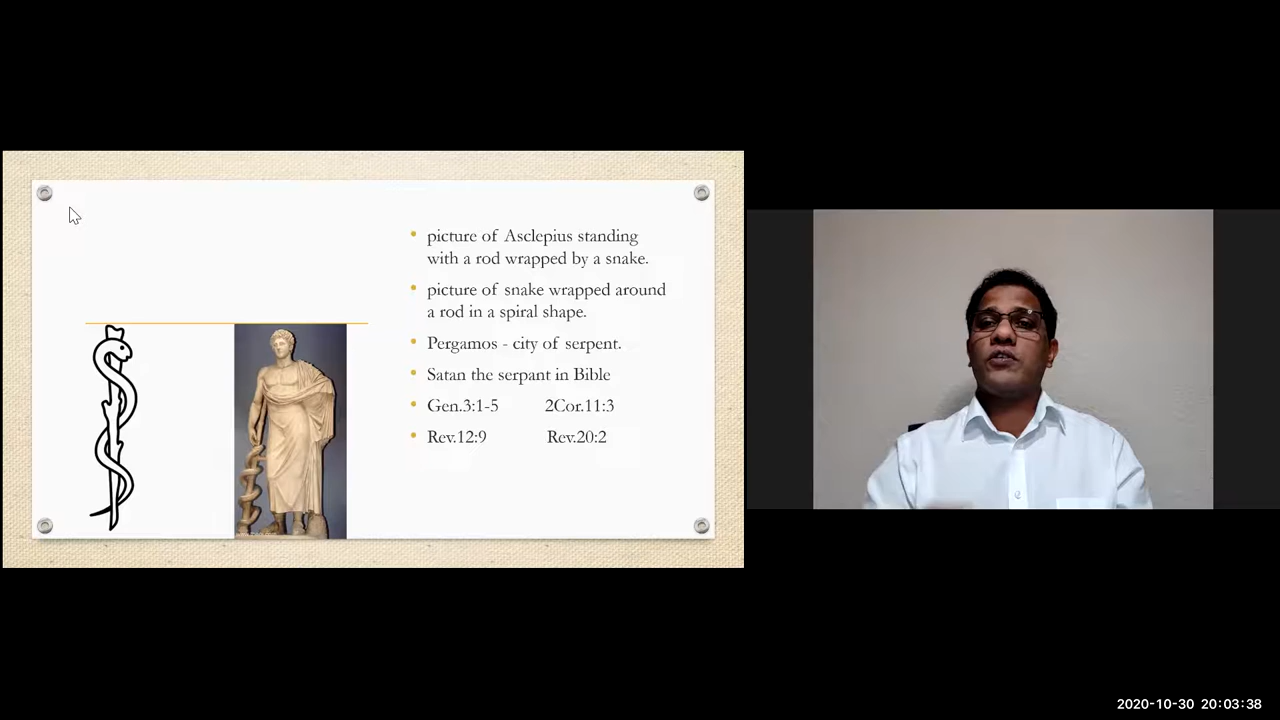 picture of Asclepius standing
with a rod wrapped by a snake.
picture of snake wrapped around
a rod in a spiral shape.
Pergamos - city of serpent.
Satan the serpant in Bible
Gen.3:1-5 2Cor.11:3
Rev.12:9 Rev.20:2
2020-10-30 20:03:38